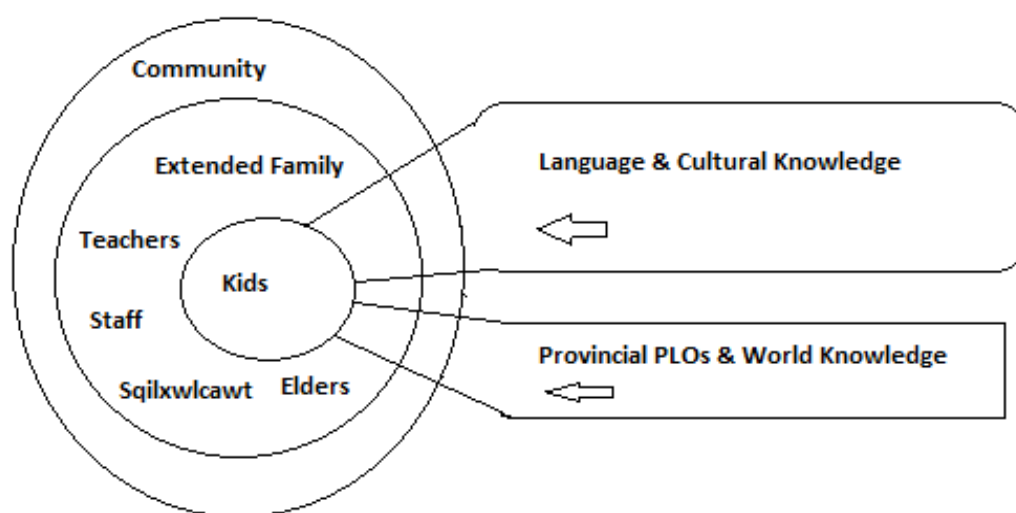 Community
Extended Family
Language & Cultural Knowledge
Teachers
Kids
Staff
Provincial PLOs & World Knowledge
Sqilxwlcawt
Elders